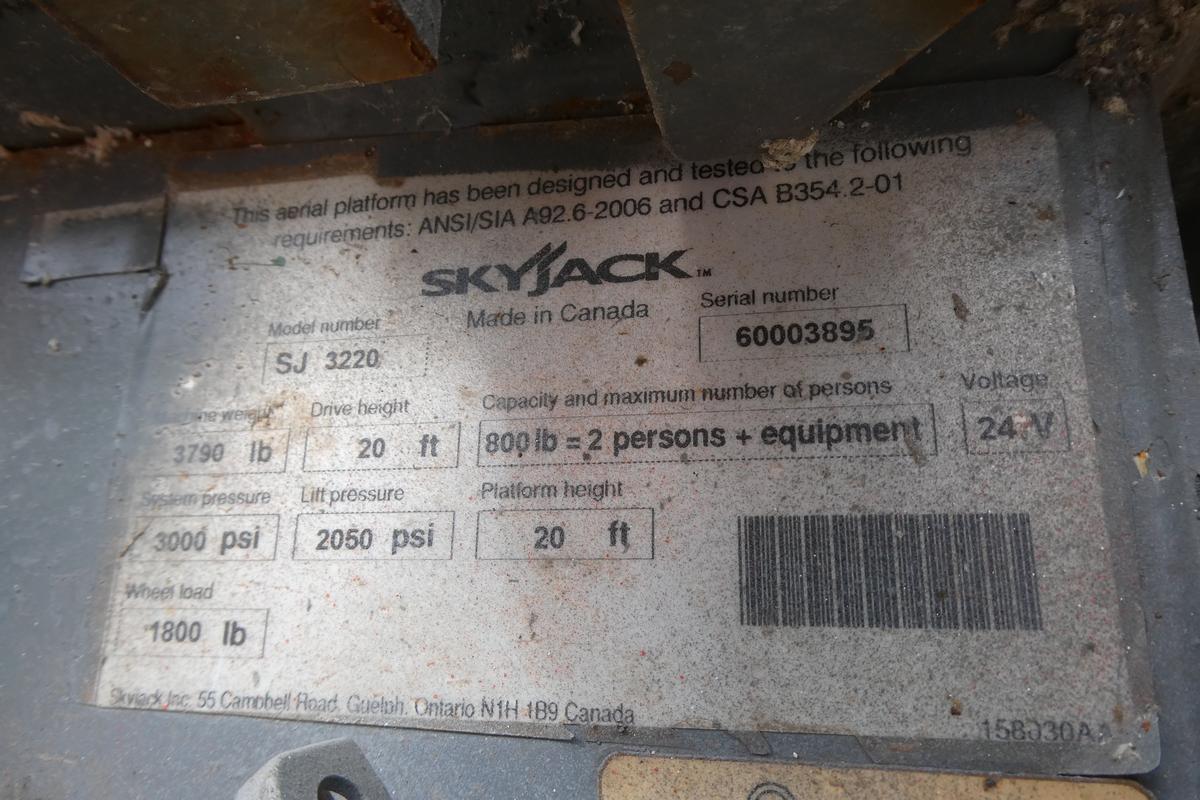 This aerial platform has been designed and tested to the following
requirements: ANSI/SIA A92.6-2006 and CSA B354.2-01
SKYJACK™
Made in Canada
Model number
SJ 3220
Serial number
60003895
Machine weight
3790 lb
Drive height
20 ft
Capacity and maximum number of persons
800 lb = 2 persons + equipment
Voltage
24 V
System pressure
3000 psi
Lift pressure
2050 psi
Platform height
20 ft
Wheel load
1800 lb
Skyjack Inc. 55 Campbell Road, Guelph, Ontario N1H 1B9 Canada